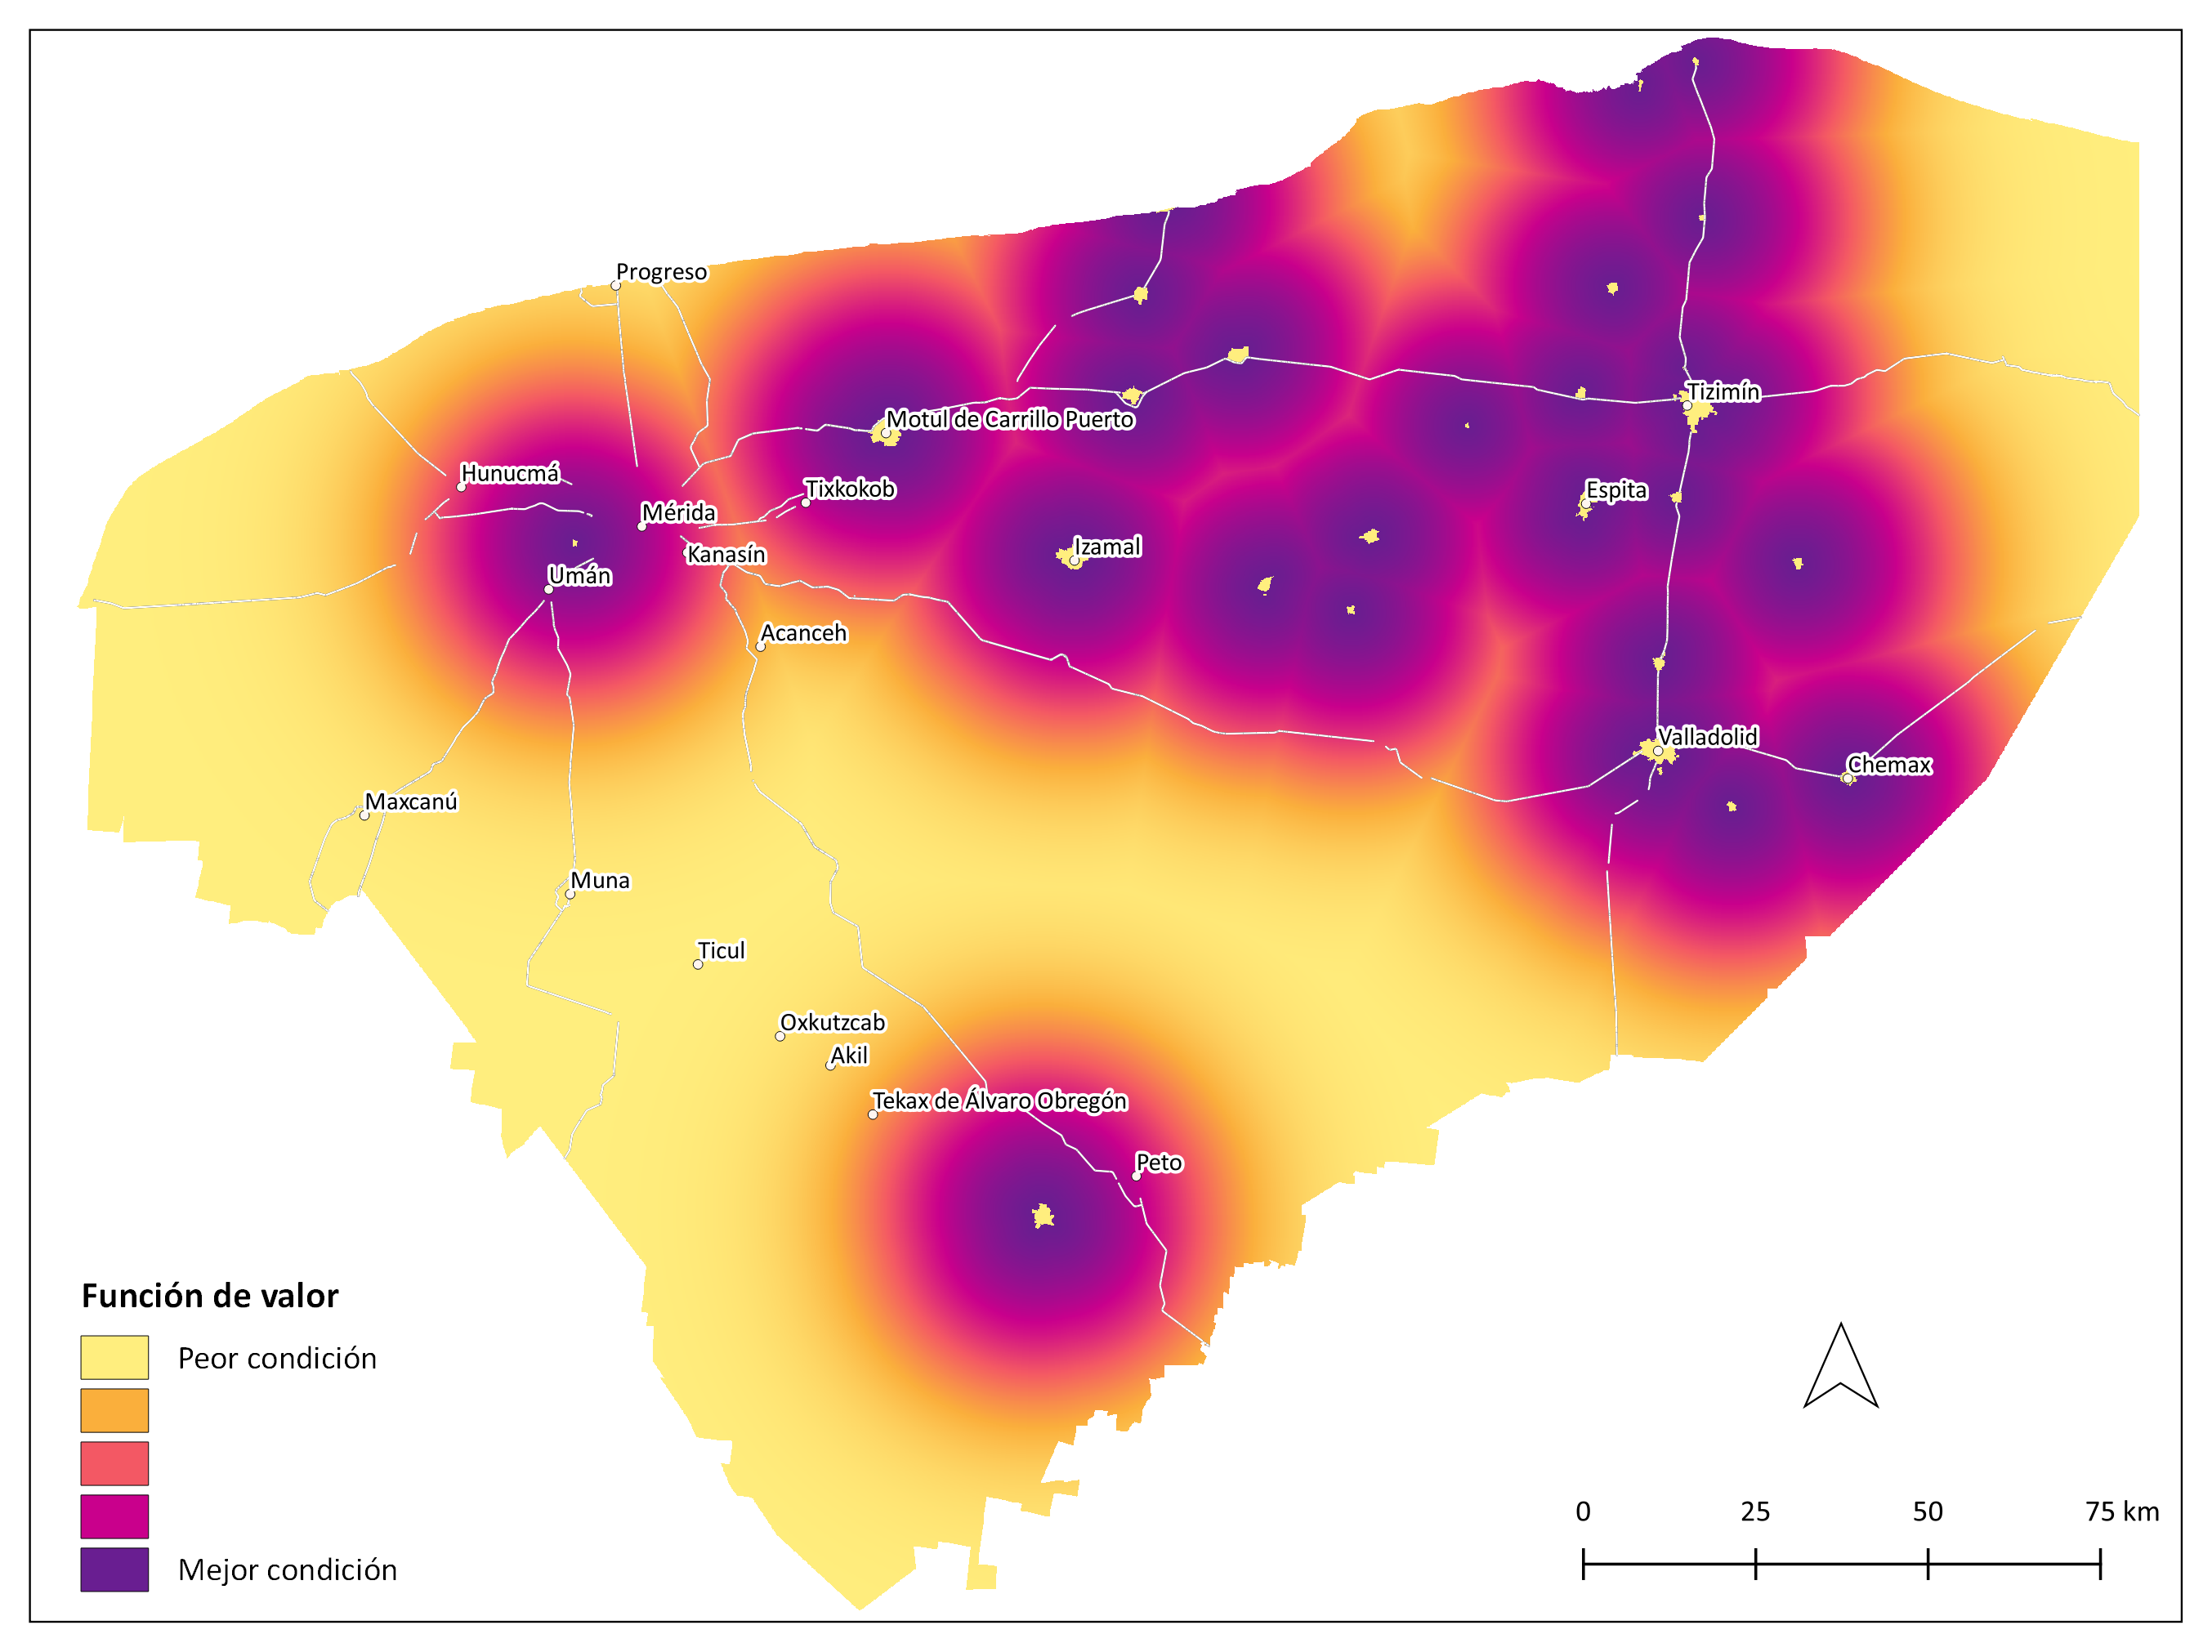 Progreso
Tizimín
Motul de Carrillo Puerto
Hunucmá
Tixkokob
Espita
Mérida
Izamal
Kanasín
Umán
Acanceh
Valladolid
Chemax
Maxcanú
Muna
Ticul
Oxkutzcab
Akil
Tekax de Álvaro Obregón
Peto
Función de valor
Peor condición
Mejor condición
0 25 50 75 km